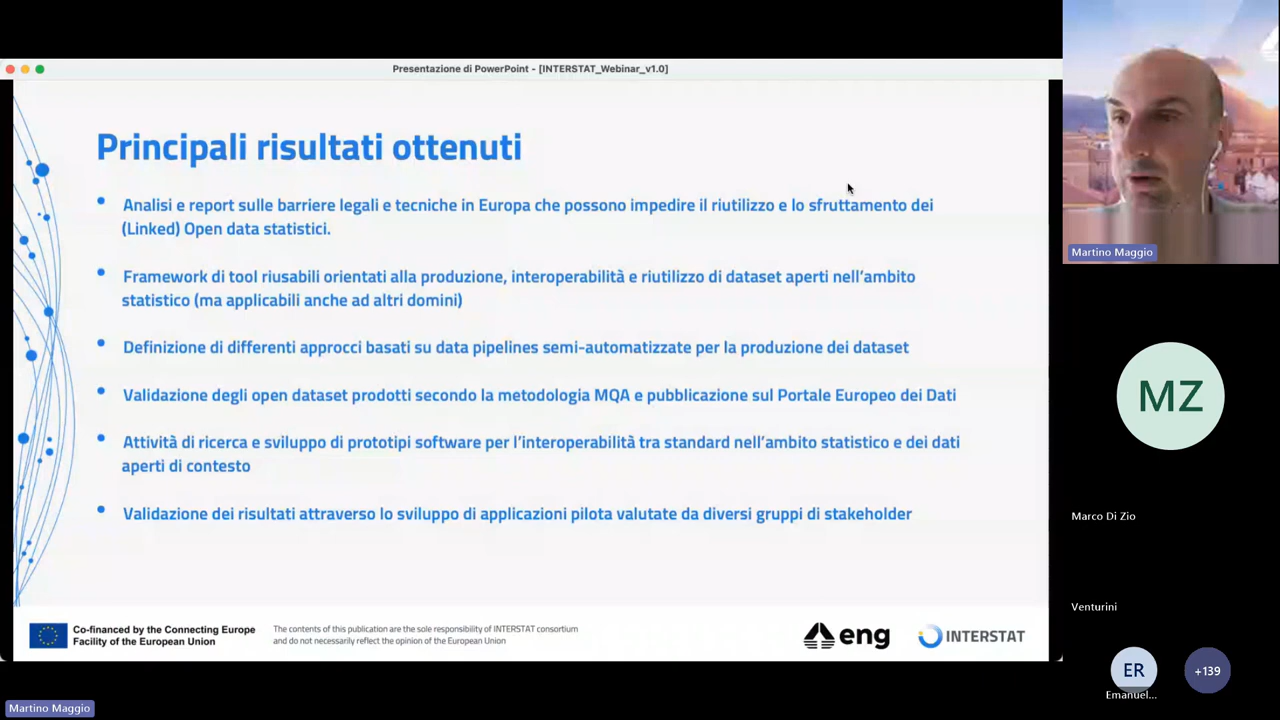 Presentazione di PowerPoint - [INTERSTAT_Webinar_v1.0]
Principali risultati ottenuti
• Analisi e report sulle barriere legali e tecniche in Europa che possono impedire il riutilizzo e lo sfruttamento dei
(Linked) Open data statistici.
• Framework di tool riusabili orientati alla produzione, interoperabilità e riutilizzo di dataset aperti nell’ambito
statistico (ma applicabili anche ad altri domini)
• Definizione di differenti approcci basati su data pipelines semi-automatizzate per la produzione dei dataset
• Validazione degli open dataset prodotti secondo la metodologia MQA e pubblicazione sul Portale Europeo dei Dati
• Attività di ricerca e sviluppo di prototipi software per l’interoperabilità tra standard nell’ambito statistico e dei dati
aperti di contesto
• Validazione dei risultati attraverso lo sviluppo di applicazioni pilota valutate da diversi gruppi di stakeholder
Co-financed by the Connecting Europe
Facility of the European Union
The contents of this publication are the sole responsibility of INTERSTAT consortium
and do not necessarily reflect the opinion of the European Union
eng
INTERSTAT
Martino Maggio
MZ
Marco Di Zio
Venturini
ER
Emanuel...
+139
Martino Maggio